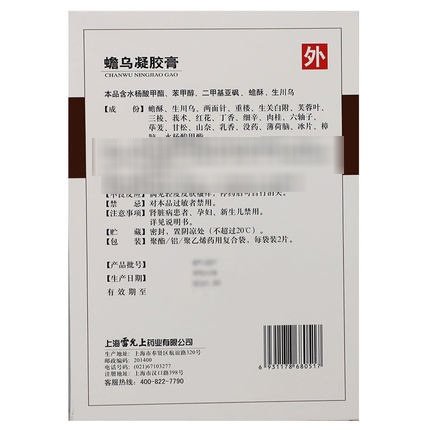 蟾乌凝胶膏
CHANWU NINGJIAO GAO
外
本品含水杨酸甲酯、苯甲醇、二甲基亚砜、蟾酥、生川乌
【成 份】 蟾酥、生川乌、两面针、重楼、生关白附、芙蓉叶、
三棱、莪术、红花、丁香、细辛、肉桂、六轴子、
荜茇、甘松、山奈、乳香、没药、薄荷脑、冰片、樟
【禁 忌】 对本品过敏者禁用。
【注意事项】 肾脏病患者、孕妇、新生儿禁用。
详见说明书。
【贮 藏】 密封，置阴凉处（不超过20℃）。
【包 装】 聚酯/铝/聚乙烯药用复合袋，每袋装2片。
产品批号
生产日期
有效期至
上海雷允上药业有限公司
生产地址：上海市奉贤区航谊路320号
邮政编码：201400
电话号码：(021)67103277
注册地址：上海市汉口路398号
客服热线：400-822-7790
6 931178 680517